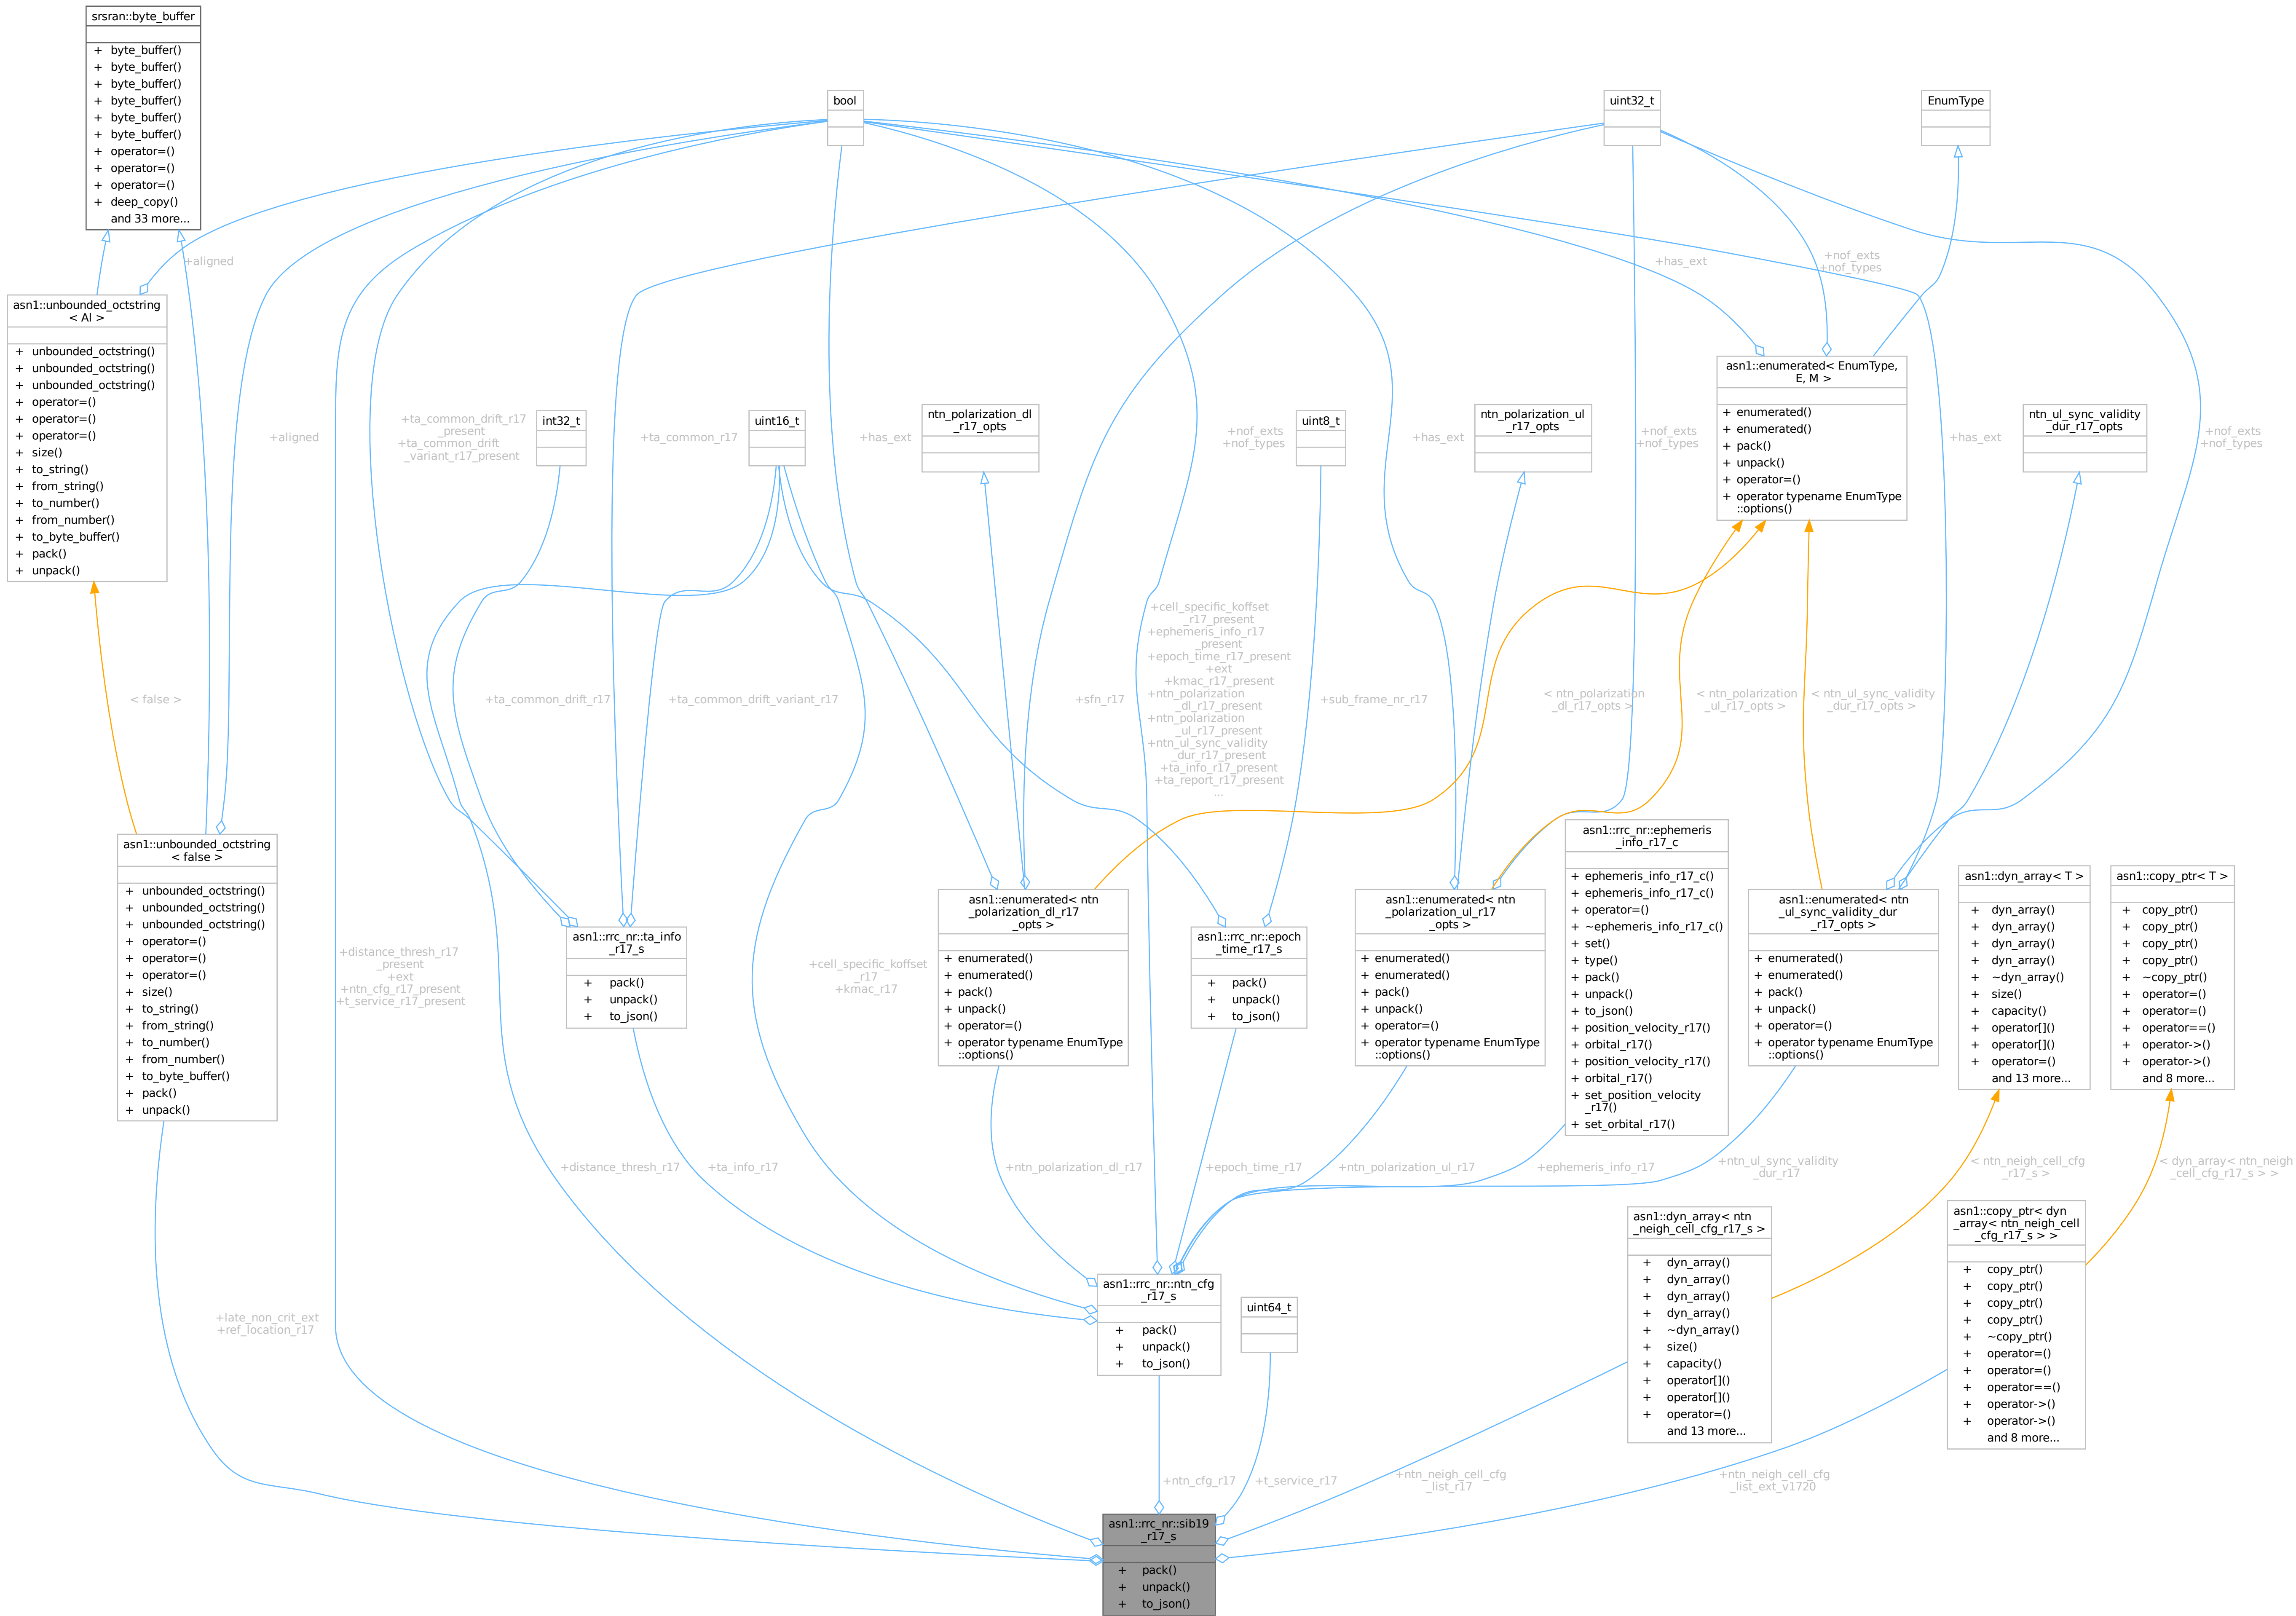 srsran::byte_buffer
+ byte_buffer()
+ byte_buffer()
+ byte_buffer()
+ byte_buffer()
+ byte_buffer()
+ byte_buffer()
+ operator=()
+ operator=()
+ operator=()
+ deep_copy()
and 33 more...
bool
uint32_t
EnumType
+aligned
+has_ext
+nof_exts
+nof_types
asn1::unbounded_octstring
< Al >
+ unbounded_octstring()
+ unbounded_octstring()
+ unbounded_octstring()
+ operator=()
+ operator=()
+ operator=()
+ size()
+ to_string()
+ from_string()
+ to_number()
+ from_number()
+ to_byte_buffer()
+ pack()
+ unpack()
asn1::enumerated< EnumType,
E, M >
+ enumerated()
+ enumerated()
+ pack()
+ unpack()
+ operator=()
+ operator typename EnumType
::options()
+aligned
+ta_common_drift_r17
_present
+ta_common_drift
_variant_r17_present
int32_t
+ta_common_r17
uint16_t
+has_ext
ntn_polarization_dl
_r17_opts
+nof_exts
+nof_types
uint8_t
+has_ext
ntn_polarization_ul
_r17_opts
+nof_exts
+nof_types
+has_ext
ntn_ul_sync_validity
_dur_r17_opts
+nof_exts
+nof_types
< false >
+ta_common_drift_r17
+ta_common_drift_variant_r17
+sfn_r17
+cell_specific_koffset
_r17_present
+ephemeris_info_r17
_present
+epoch_time_r17_present
+ext
+kmac_r17_present
+ntn_polarization
_dl_r17_present
+ntn_polarization
_ul_r17_present
+ntn_ul_sync_validity
_dur_r17_present
+ta_info_r17_present
+ta_report_r17_present
...
+sub_frame_nr_r17
< ntn_polarization
_dl_r17_opts >
< ntn_polarization
_ul_r17_opts >
< ntn_ul_sync_validity
_dur_r17_opts >
asn1::unbounded_octstring
< false >
+ unbounded_octstring()
+ unbounded_octstring()
+ unbounded_octstring()
+ operator=()
+ operator=()
+ operator=()
+ size()
+ to_string()
+ from_string()
+ to_number()
+ from_number()
+ to_byte_buffer()
+ pack()
+ unpack()
+distance_thresh_r17
_present
+ext
+ntn_cfg_r17_present
+t_service_r17_present
asn1::rrc_nr::ta_info
_r17_s
+ pack()
+ unpack()
+ to_json()
+cell_specific_koffset
_r17
+kmac_r17
asn1::enumerated< ntn
_polarization_dl_r17
_opts >
+ enumerated()
+ enumerated()
+ pack()
+ unpack()
+ operator=()
+ operator typename EnumType
::options()
asn1::rrc_nr::epoch
_time_r17_s
+ pack()
+ unpack()
+ to_json()
asn1::enumerated< ntn
_polarization_ul_r17
_opts >
+ enumerated()
+ enumerated()
+ pack()
+ unpack()
+ operator=()
+ operator typename EnumType
::options()
asn1::rrc_nr::ephemeris
_info_r17_c
+ ephemeris_info_r17_c()
+ ephemeris_info_r17_c()
+ operator=()
+ ~ephemeris_info_r17_c()
+ set()
+ type()
+ pack()
+ unpack()
+ to_json()
+ position_velocity_r17()
+ orbital_r17()
+ position_velocity_r17()
+ orbital_r17()
+ set_position_velocity
_r17()
+ set_orbital_r17()
asn1::enumerated< ntn
_ul_sync_validity_dur
_r17_opts >
+ enumerated()
+ enumerated()
+ pack()
+ unpack()
+ operator=()
+ operator typename EnumType
::options()
asn1::dyn_array< T >
+ dyn_array()
+ dyn_array()
+ dyn_array()
+ dyn_array()
+ ~dyn_array()
+ size()
+ capacity()
+ operator[]()
+ operator[]()
+ operator=()
and 13 more...
asn1::copy_ptr< T >
+ copy_ptr()
+ copy_ptr()
+ copy_ptr()
+ copy_ptr()
+ ~copy_ptr()
+ operator=()
+ operator=()
+ operator==()
+ operator->()
+ operator->()
and 8 more...
+distance_thresh_r17
+ta_info_r17
+ntn_polarization_dl_r17
+epoch_time_r17
+ntn_polarization_ul_r17
+ephemeris_info_r17
+ntn_ul_sync_validity
_dur_r17
< ntn_neigh_cell_cfg
_r17_s >
< dyn_array< ntn_neigh
_cell_cfg_r17_s > >
+late_non_crit_ext
+ref_location_r17
asn1::rrc_nr::ntn_cfg
_r17_s
+ pack()
+ unpack()
+ to_json()
uint64_t
asn1::dyn_array< ntn
_neigh_cell_cfg_r17_s >
+ dyn_array()
+ dyn_array()
+ dyn_array()
+ dyn_array()
+ ~dyn_array()
+ size()
+ capacity()
+ operator[]()
+ operator[]()
+ operator=()
and 13 more...
asn1::copy_ptr< dyn
_array< ntn_neigh_cell
_cfg_r17_s > >
+ copy_ptr()
+ copy_ptr()
+ copy_ptr()
+ copy_ptr()
+ ~copy_ptr()
+ operator=()
+ operator=()
+ operator==()
+ operator->()
+ operator->()
and 8 more...
+ntn_cfg_r17
+t_service_r17
+ntn_neigh_cell_cfg
_list_r17
+ntn_neigh_cell_cfg
_list_ext_v1720
asn1::rrc_nr::sib19
_r17_s
+ pack()
+ unpack()
+ to_json()